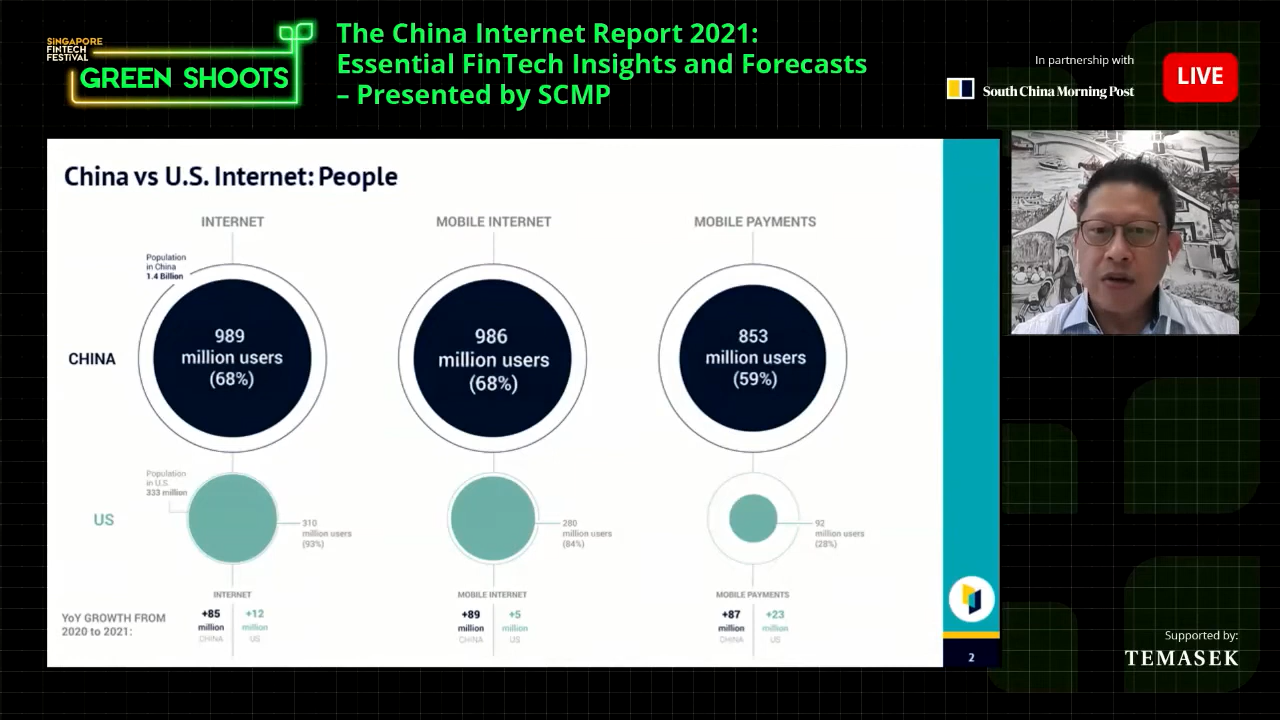 SiNGAPORE
FiNTECH
FESTiVAL
GREEN SHOOTS
The China Internet Report 2021:
Essential FinTech Insights and Forecasts
– Presented by SCMP
In partnership with
South China Morning Post
LIVE
China vs U.S. Internet: People
INTERNET
MOBILE INTERNET
MOBILE PAYMENTS
Population
in China
1.4 Billion
CHINA
989
million users
(68%)
986
million users
(68%)
853
million users
(59%)
Population
in U.S.
333 million
US
310
million users
(93%)
280
million users
(84%)
92
million users
(28%)
YoY GROWTH FROM
2020 to 2021:
INTERNET
+85
million
CHINA
+12
million
US
MOBILE INTERNET
+89
million
CHINA
+5
million
US
MOBILE PAYMENTS
+87
million
CHINA
+23
million
US
2
Supported by:
TEMASEK